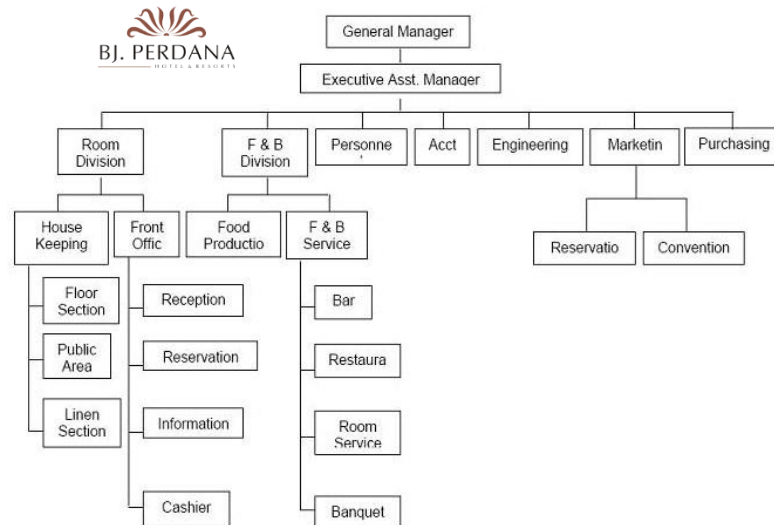 BJ. PERDANA
HOTEL & RESORTS
General Manager
Executive Asst. Manager
Room
Division
F & B
Division
Personne
Acct
Engineering
Marketin
Purchasing
House
Keeping
Front
Offic
Food
Productio
F & B
Service
Reservatio
Convention
Floor
Section
Reception
Bar
Public
Area
Reservation
Restaura
Linen
Section
Information
Room
Service
Cashier
Banquet